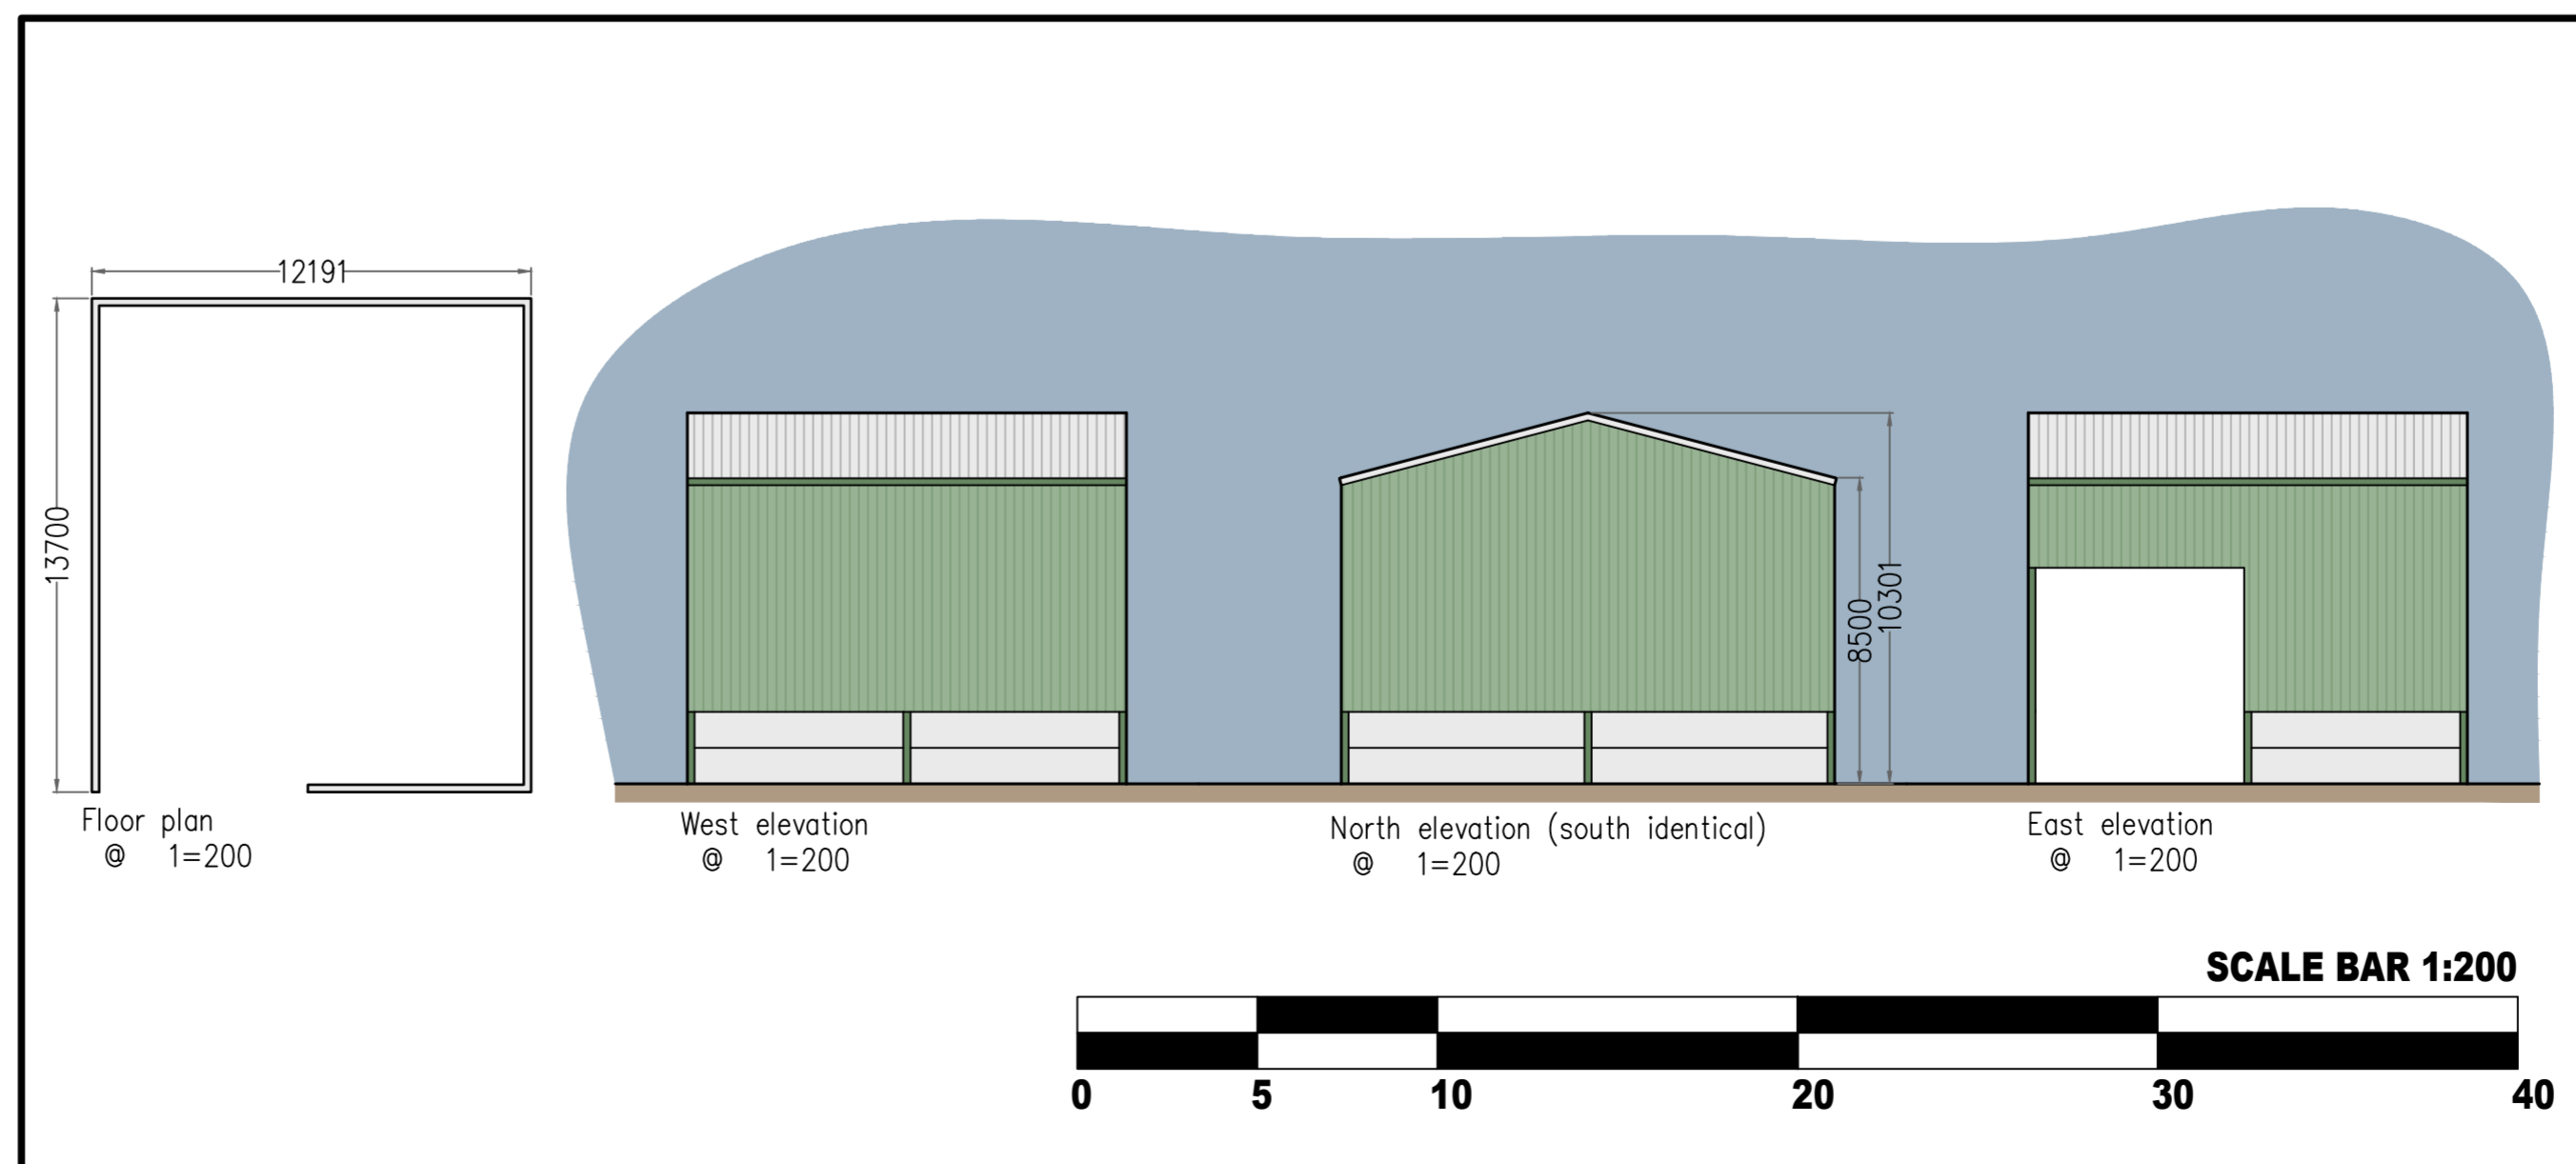 12191
13700
Floor plan
@ 1=200
8500
10301
West elevation
@ 1=200
North elevation (south identical)
@ 1=200
East elevation
@ 1=200
SCALE BAR 1:200
0 5 10 20 30 40